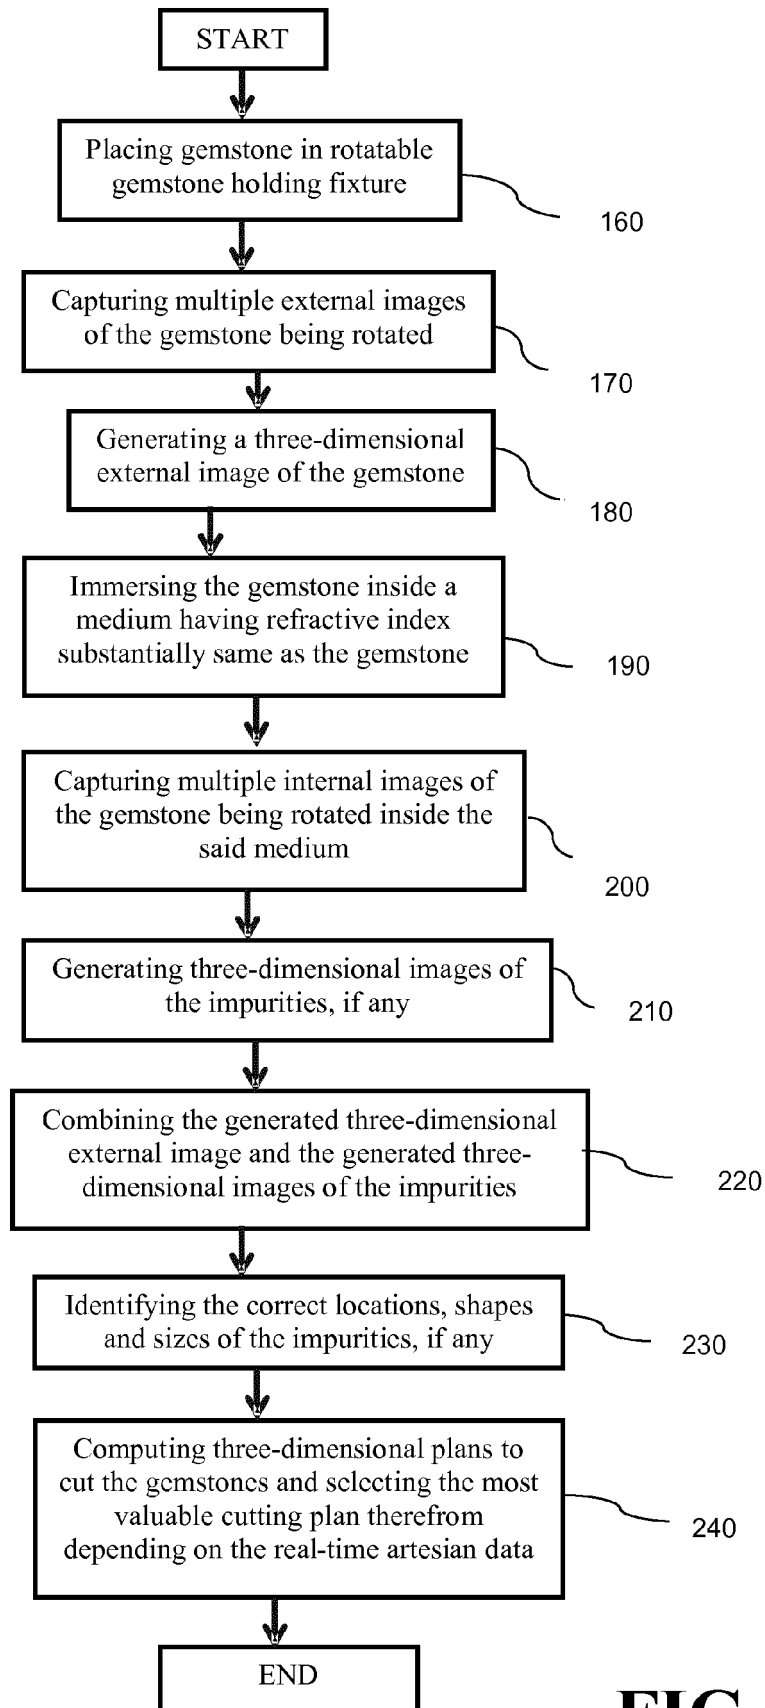 START
Placing gemstone in rotatable
gemstone holding fixture
160
Capturing multiple external images
of the gemstone being rotated
170
Generating a three-dimensional
external image of the gemstone
180
Immersing the gemstone inside a
medium having refractive index
substantially same as the gemstone
190
Capturing multiple internal images of
the gemstone being rotated inside the
said medium
200
Generating three-dimensional images of
the impurities, if any
210
Combining the generated three-dimensional
external image and the generated three-
dimensional images of the impurities
220
Identifying the correct locations, shapes
and sizes of the impurities, if any
230
Computing three-dimensional plans to
cut the gemstones and selecting the most
valuable cutting plan therefrom
depending on the real-time artesian data
240
END
FIG